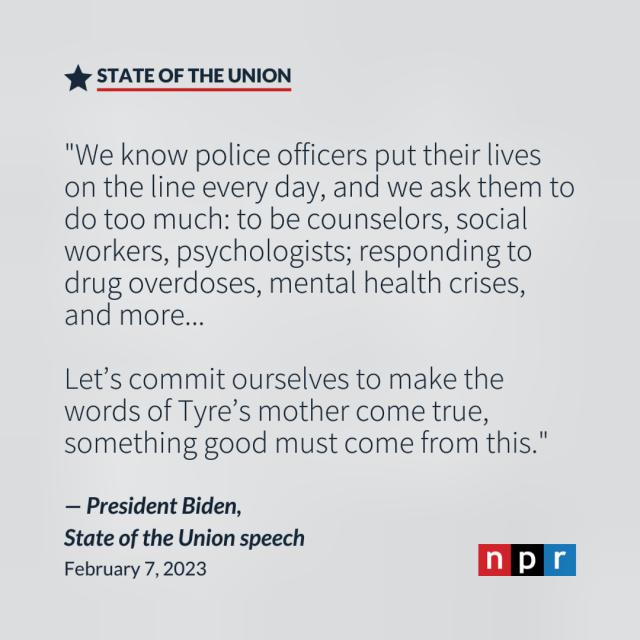 STATE OF THE UNION
"We know police officers put their lives
on the line every day, and we ask them to
do too much: to be counselors, social
workers, psychologists; responding to
drug overdoses, mental health crises,
and more...
Let’s commit ourselves to make the
words of Tyre’s mother come true,
something good must come from this."
— President Biden,
State of the Union speech
February 7, 2023
npr